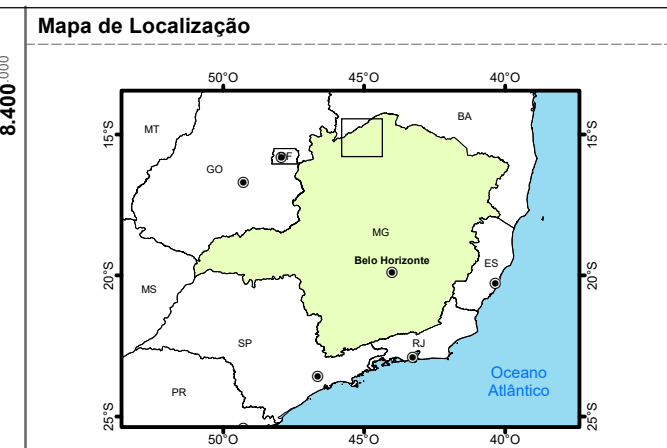 Mapa de Localização
8.400.000
50°O 45°O 40°O
BA
MT
15°S 15°S
DF
GO
MG
Belo Horizonte
ES
20°S 20°S
MS
SP
RJ
PR
Oceano
Atlântico
25°S 25°S
50°O 45°O 40°O